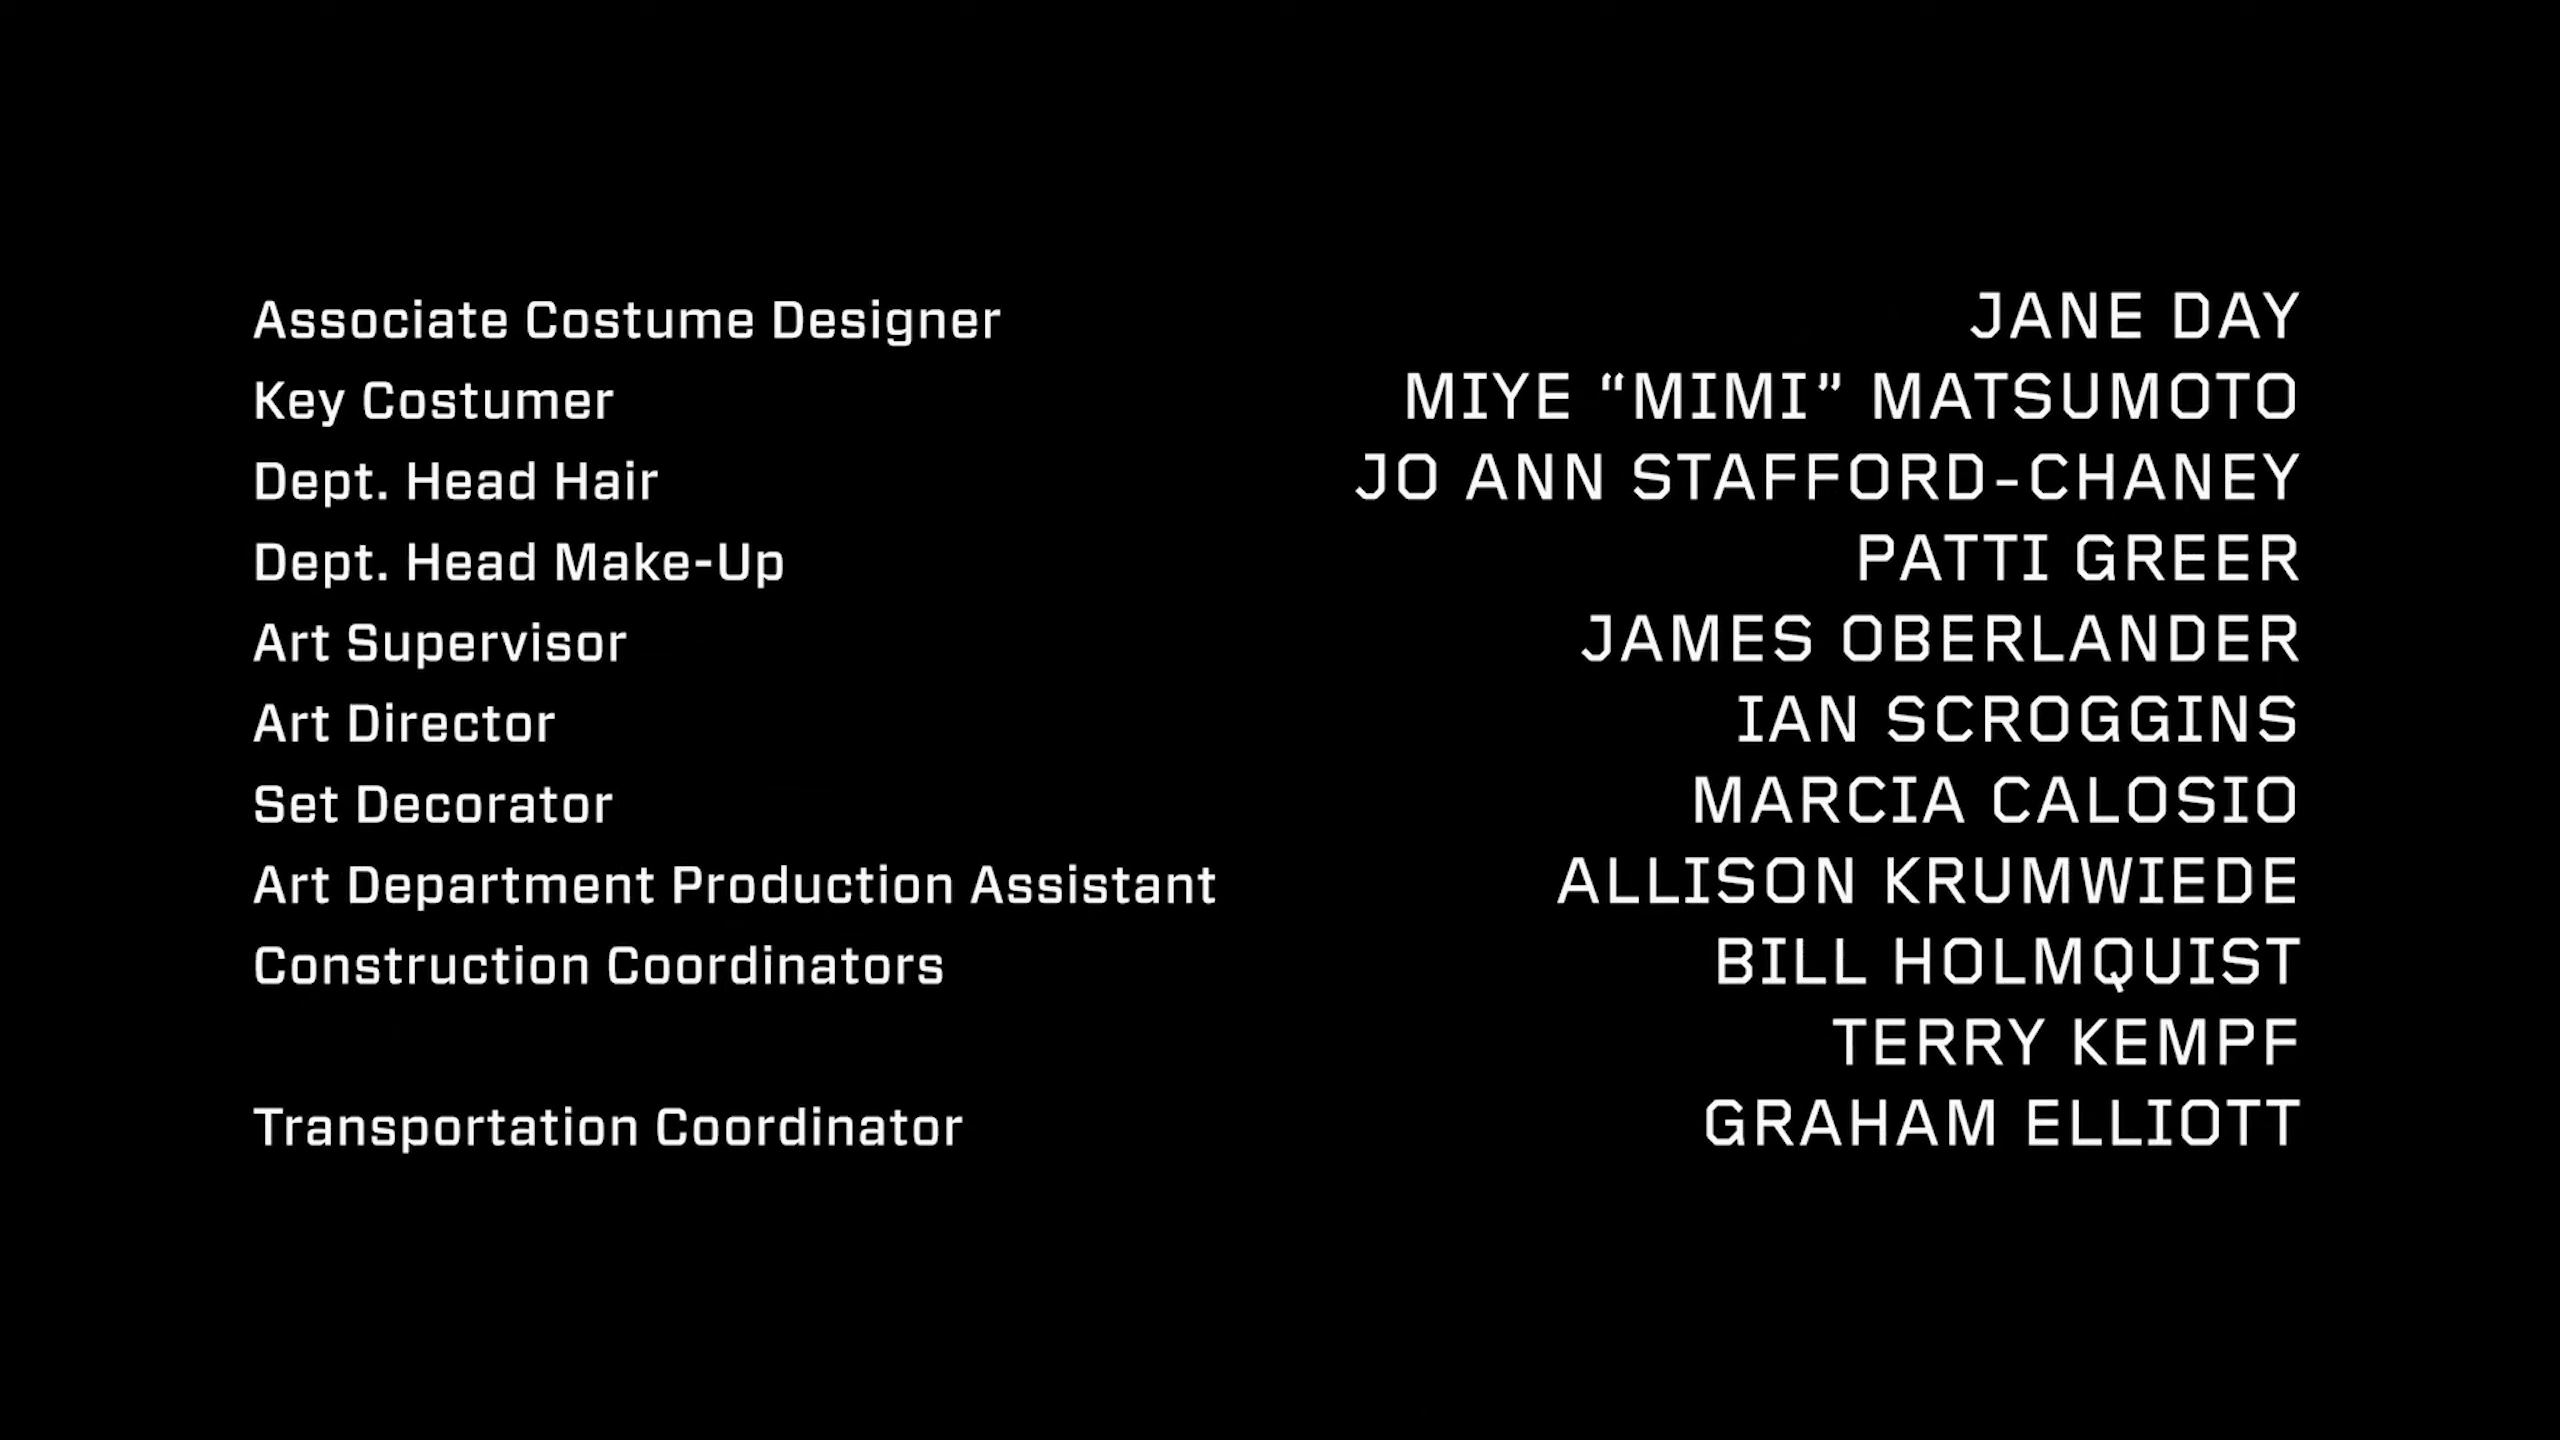 Associate Costume Designer JANE DAY
Key Costumer MIYE “MIMI” MATSUMOTO
Dept. Head Hair JO ANN STAFFORD-CHANEY
Dept. Head Make-Up PATTI GREER
Art Supervisor JAMES OBERLANDER
Art Director IAN SCROGGINS
Set Decorator MARCIA CALOSIO
Art Department Production Assistant ALLISON KRUMWIEDE
Construction Coordinators BILL HOLMQUIST
TERRY KEMPF
Transportation Coordinator GRAHAM ELLIOTT